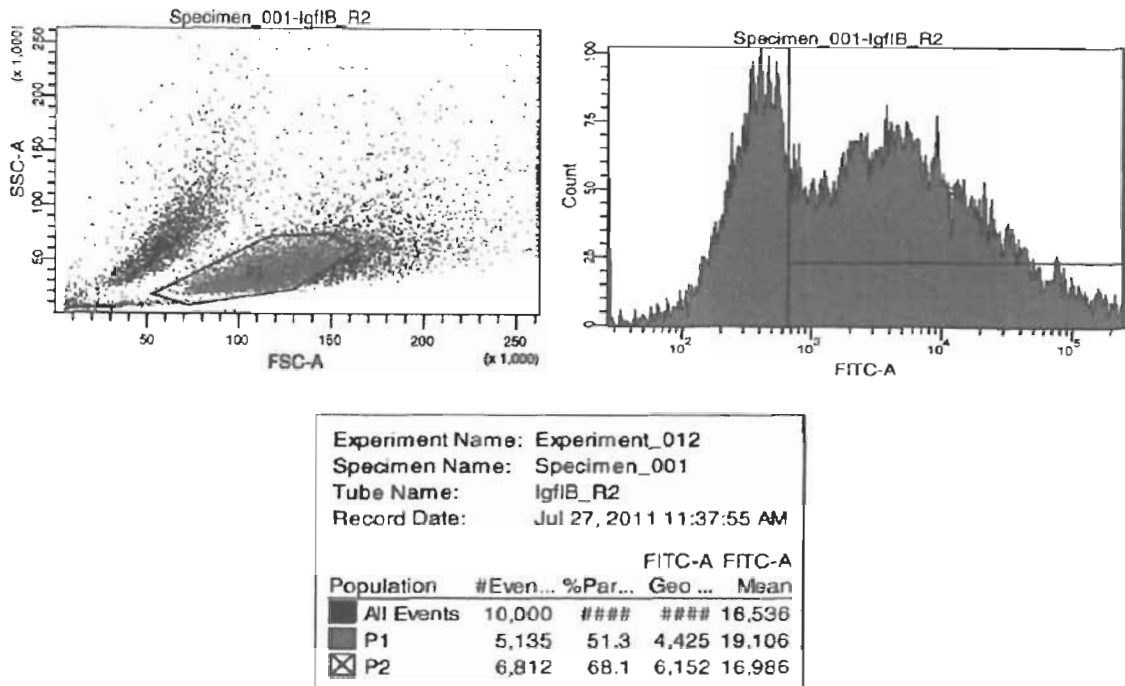 Specimen_001-IgfIB_R2
(x 1,000)
SSC-A
50 100 150 200 250
50 100 150 200 250
FSC-A (x 1,000)
Specimen_001-IgfIB_R2
Count
0 25 50 75 100
10² 10³ 10⁴ 10⁵
FITC-A
Experiment Name: Experiment_012
Specimen Name: Specimen_001
Tube Name: IgfIB_R2
Record Date: Jul 27, 2011 11:37:55 AM
FITC-A FITC-A
Population #Even... %Par... Geo ... Mean
All Events 10,000 #### #### 16,536
P1 5,135 51.3 4,425 19,106
P2 6,812 68.1 6,152 16,986